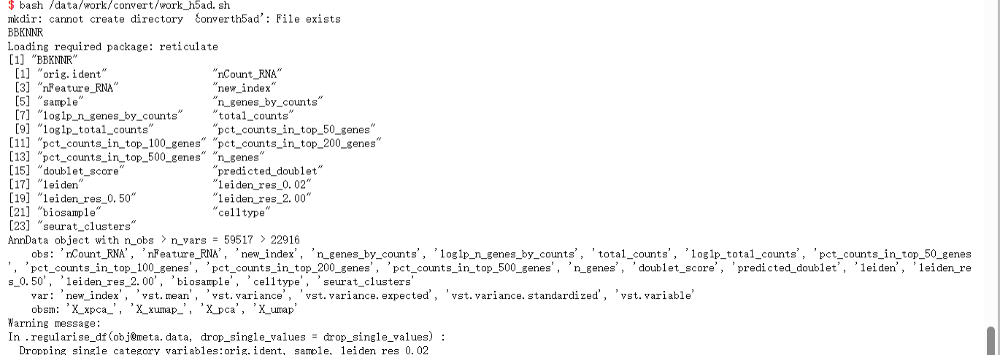 $ bash /data/work/convert/work_h5ad.sh
mkdir: cannot create directory ‘converth5ad’: File exists
BBKNNR
Loading required package: reticulate
[1] "BBKNNR"
[1] "orig.ident" "nCount_RNA"
[3] "nFeature_RNA" "new_index"
[5] "sample" "n_genes_by_counts"
[7] "log1p_n_genes_by_counts" "total_counts"
[9] "log1p_total_counts" "pct_counts_in_top_50_genes"
[11] "pct_counts_in_top_100_genes" "pct_counts_in_top_200_genes"
[13] "pct_counts_in_top_500_genes" "n_genes"
[15] "doublet_score" "predicted_doublet"
[17] "leiden" "leiden_res_0.02"
[19] "leiden_res_0.50" "leiden_res_2.00"
[21] "biosample" "celltype"
[23] "seurat_clusters"
AnnData object with n_obs > n_vars = 59517 > 22916
obs: 'nCount_RNA', 'nFeature_RNA', 'new_index', 'n_genes_by_counts', 'log1p_n_genes_by_counts', 'total_counts', 'log1p_total_counts', 'pct_counts_in_top_50_genes
', 'pct_counts_in_top_100_genes', 'pct_counts_in_top_200_genes', 'pct_counts_in_top_500_genes', 'n_genes', 'doublet_score', 'predicted_doublet', 'leiden', 'leiden_re
s_0.50', 'leiden_res_2.00', 'biosample', 'celltype', 'seurat_clusters'
var: 'new_index', 'vst.mean', 'vst.variance', 'vst.variance.expected', 'vst.variance.standardized', 'vst.variable'
obsm: 'X_xpca_', 'X_xumap_', 'X_pca', 'X_umap'
Warning message:
In .regularise_df(obj@meta.data, drop_single_values = drop_single_values) :
Dropping single category variables:orig.ident, sample, leiden_res_0.02